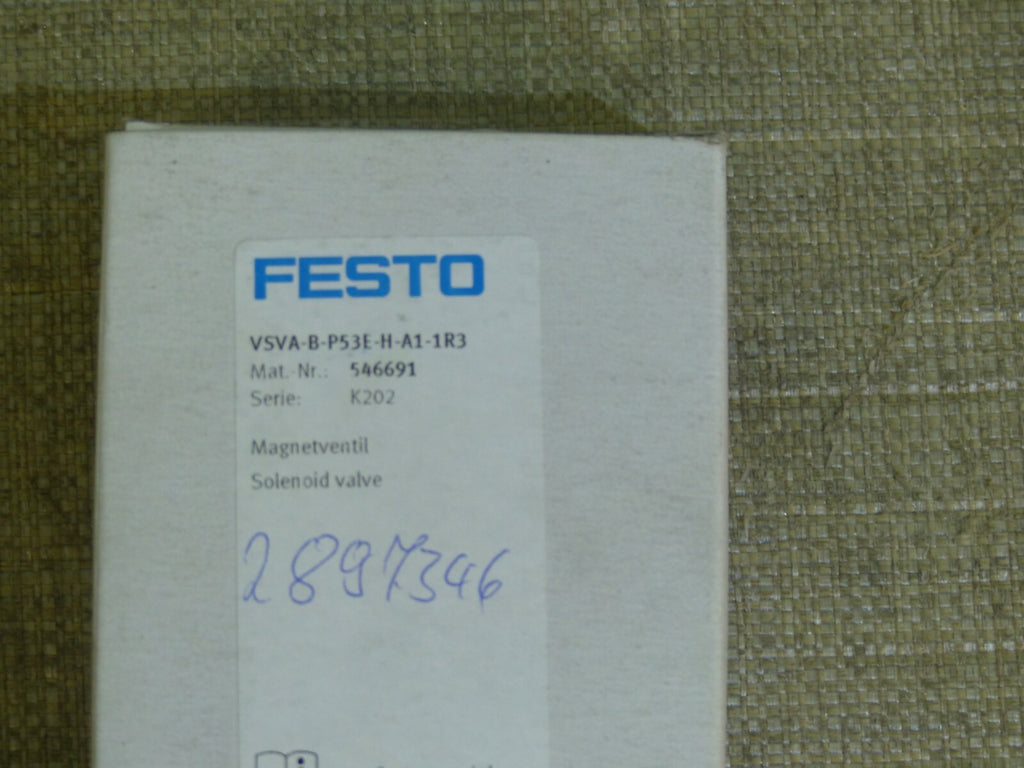 FESTO
VSVA-B-P53E-H-A1-1R3
Mat.-Nr.: 546691
Serie: K202
Magnetventil
Solenoid valve
2897346